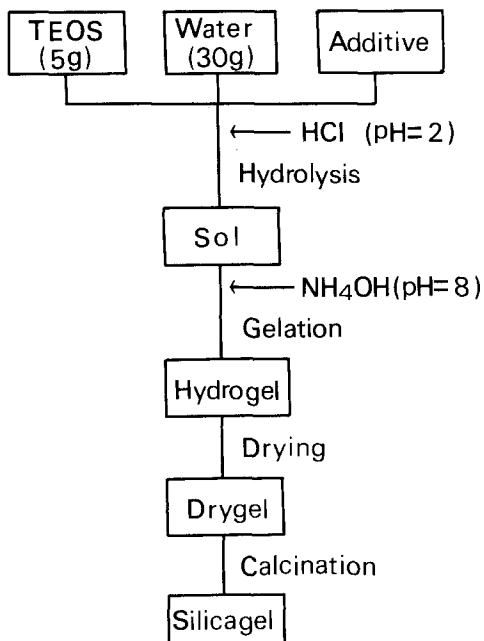 TEOS
(5g)
Water
(30g)
Additive
HCl (pH=2)
Hydrolysis
Sol
NH4OH(pH=8)
Gelation
Hydrogel
Drying
Drygel
Calcination
Silicagel